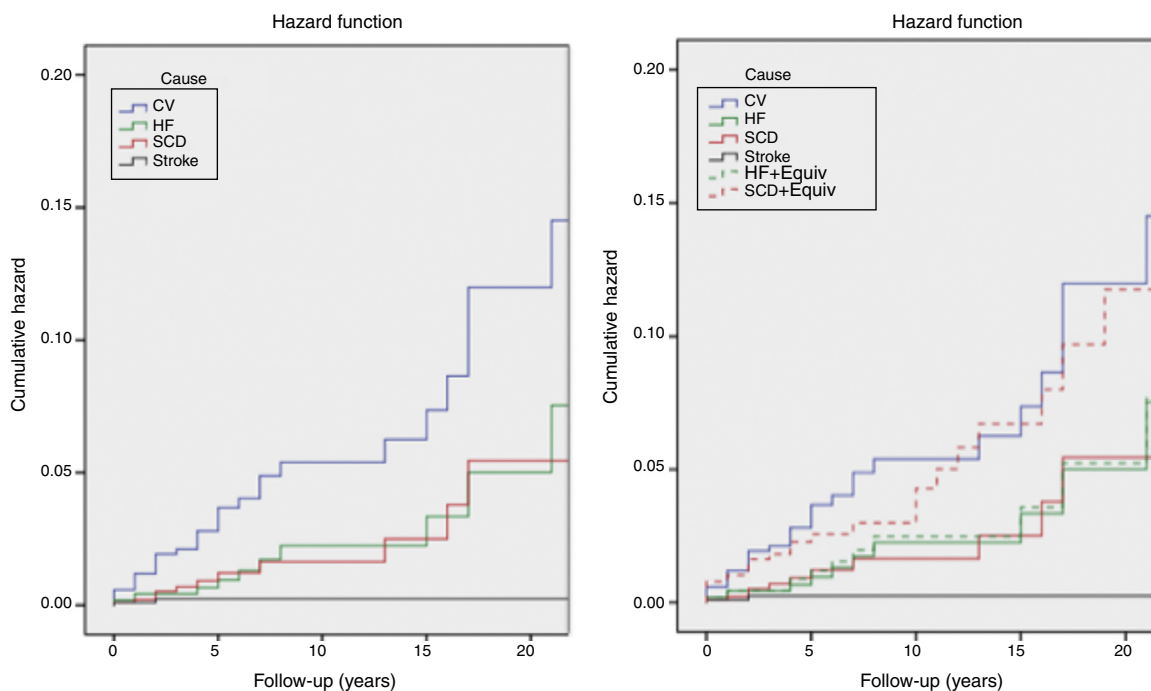 Hazard function
0.20
0.15
0.10
0.05
0.00
Cumulative hazard
Cause
CV
HF
SCD
Stroke
0 5 10 15 20
Follow-up (years)
Hazard function
0.20
0.15
0.10
0.05
0.00
Cumulative hazard
Cause
CV
HF
SCD
Stroke
HF+Equiv
SCD+Equiv
0 5 10 15 20
Follow-up (years)